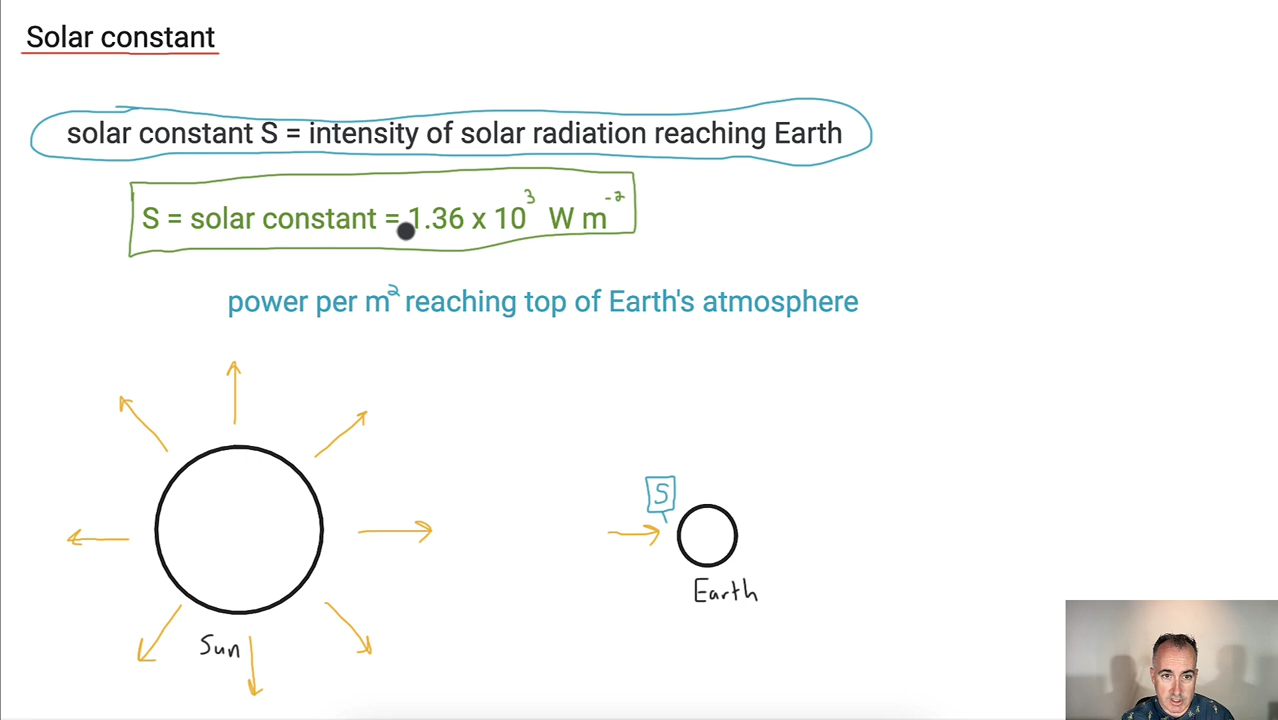 Solar constant
solar constant S = intensity of solar radiation reaching Earth
S = solar constant = 1.36 x 10³ W m⁻²
power per m² reaching top of Earth's atmosphere
S
Earth
Sun